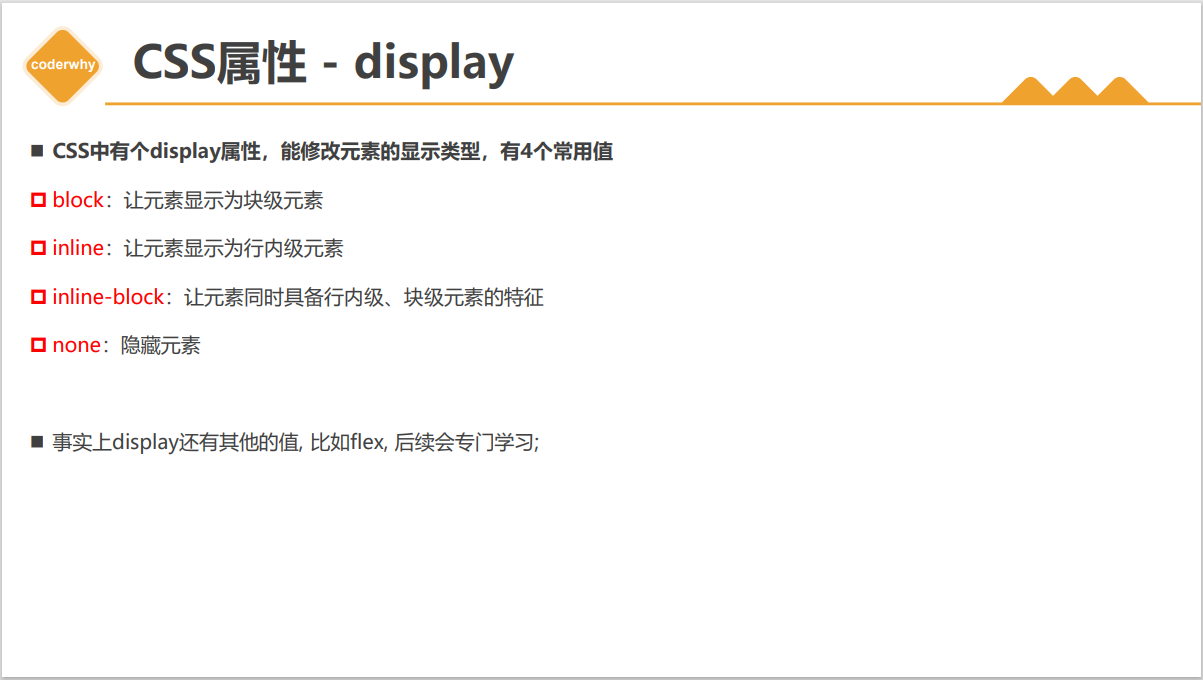 coderwhy
CSS属性 - display
CSS中有个display属性，能修改元素的显示类型，有4个常用值
block：让元素显示为块级元素
inline：让元素显示为行内级元素
inline-block：让元素同时具备行内级、块级元素的特征
none：隐藏元素
事实上display还有其他的值, 比如flex, 后续会专门学习;